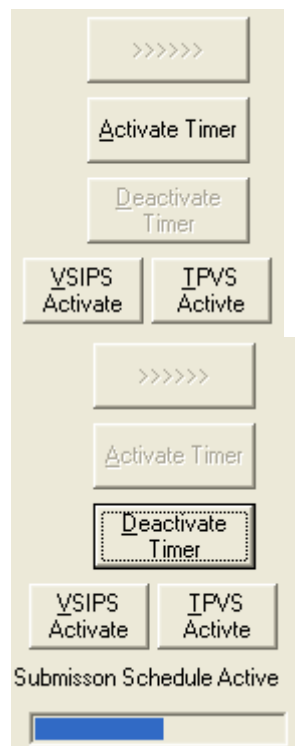 >>>>>>
Activate Timer
Deactivate
Timer
VSIPS
Activate
TPVS
Activte
>>>>>>
Activate Timer
Deactivate
Timer
VSIPS
Activate
TPVS
Activte
Submisson Schedule Active